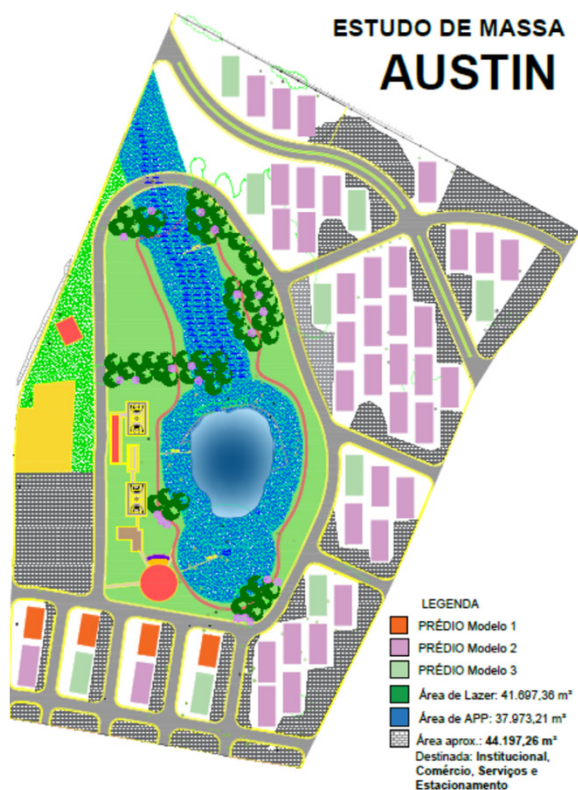 ESTUDO DE MASSA
AUSTIN
LEGENDA
PRÉDIO Modelo 1
PRÉDIO Modelo 2
PRÉDIO Modelo 3
Área de Lazer: 41.697,36 m²
Área de APP: 37.973,21 m²
Área aprox.: 44.197,26 m²
Destinada: Institucional,
Comércio, Serviços e
Estacionamento